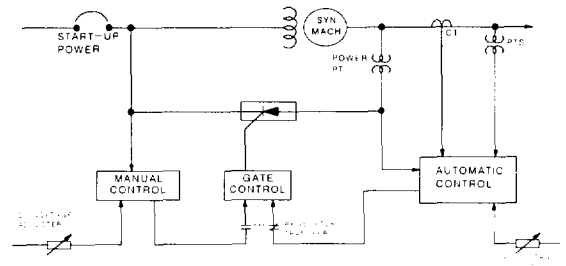 START-UP
POWER
SYN
MACH
CT
PTS
POWER
PT
MANUAL
CONTROL
GATE
CONTROL
AUTOMATIC
CONTROL